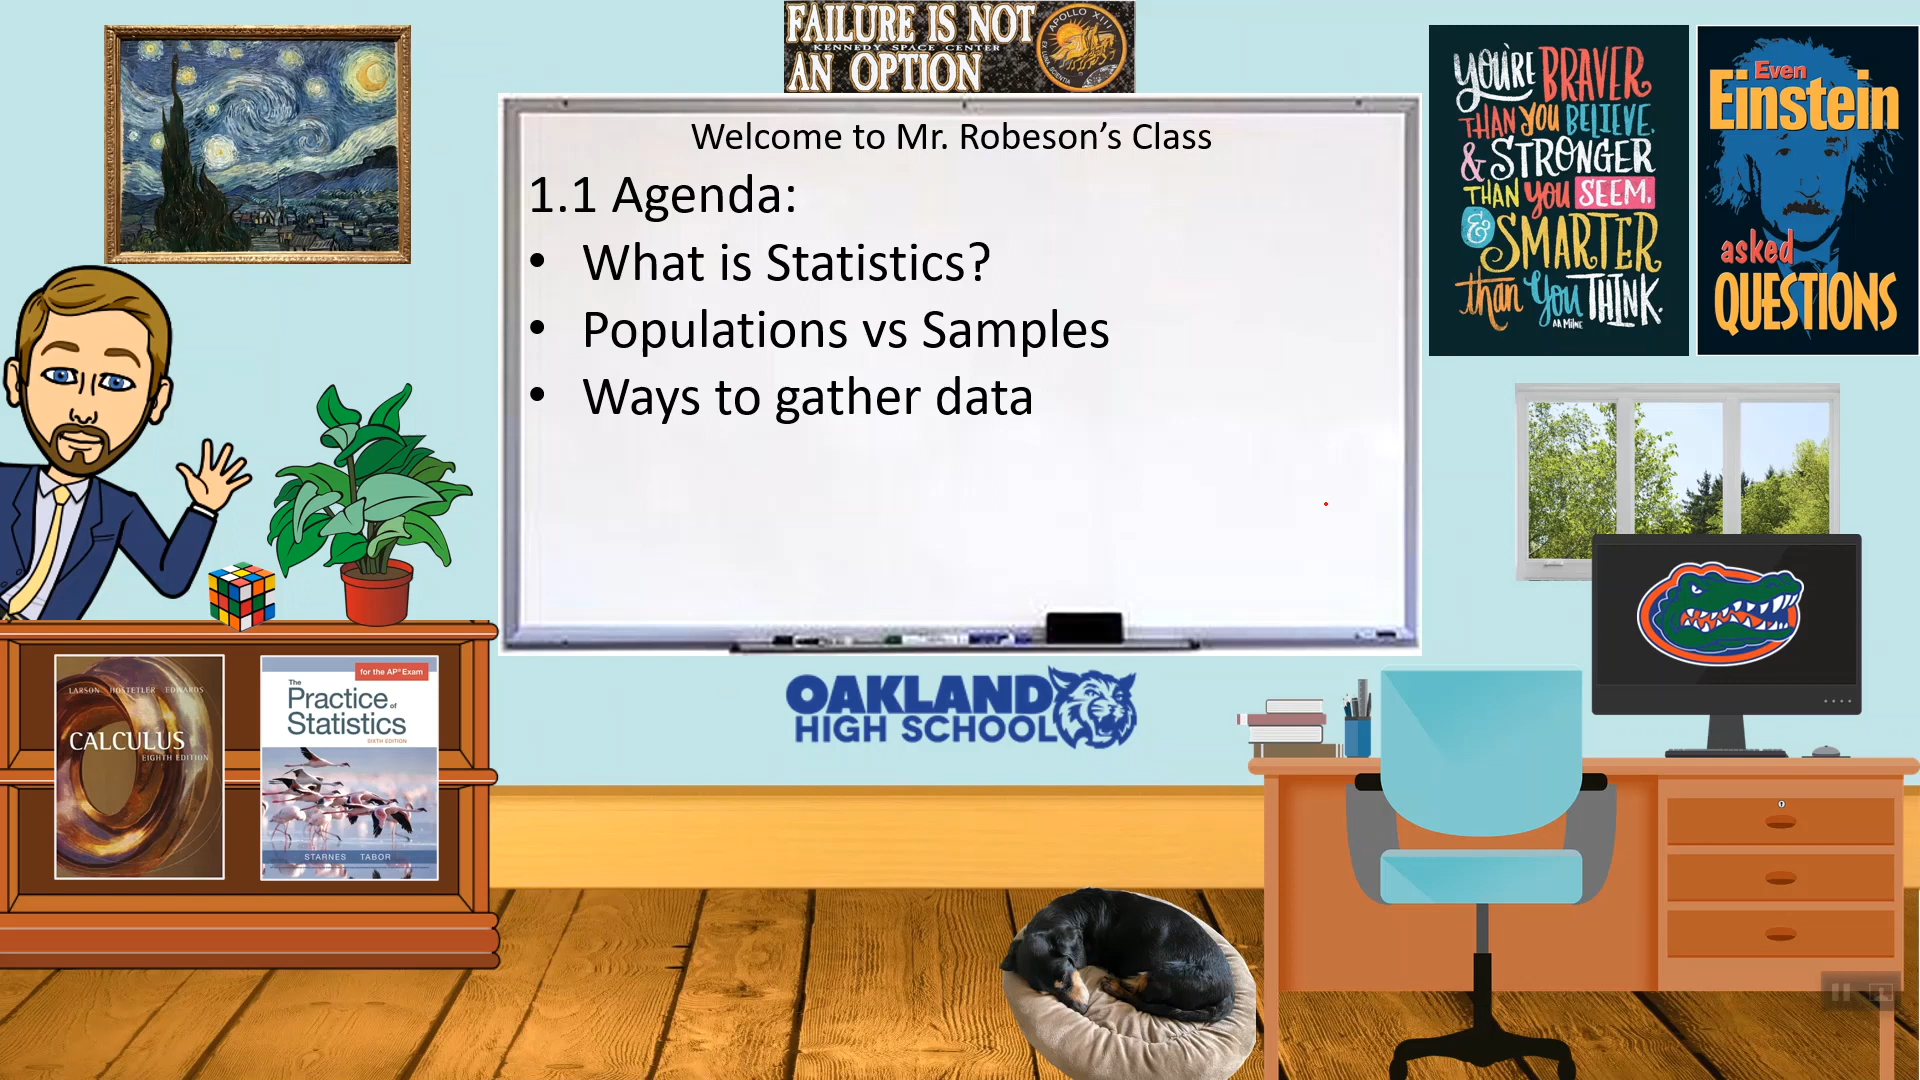 FAILURE IS NOT
KENNEDY SPACE CENTER
AN OPTION
APOLLO XIII
Welcome to Mr. Robeson’s Class
1.1 Agenda:
• What is Statistics?
• Populations vs Samples
• Ways to gather data
YOU'RE BRAVER
THAN YOU BELIEVE,
& STRONGER
THAN YOU SEEM,
& SMARTER
than You THINK.
AA Milne
Even
Einstein
asked
QUESTIONS
LARSON HOSTETLER EDWARDS
CALCULUS
EIGHTH EDITION
for the AP® Exam
The
Practice of
Statistics
SIXTH EDITION
STARNES TABOR
OAKLAND
HIGH SCHOOL